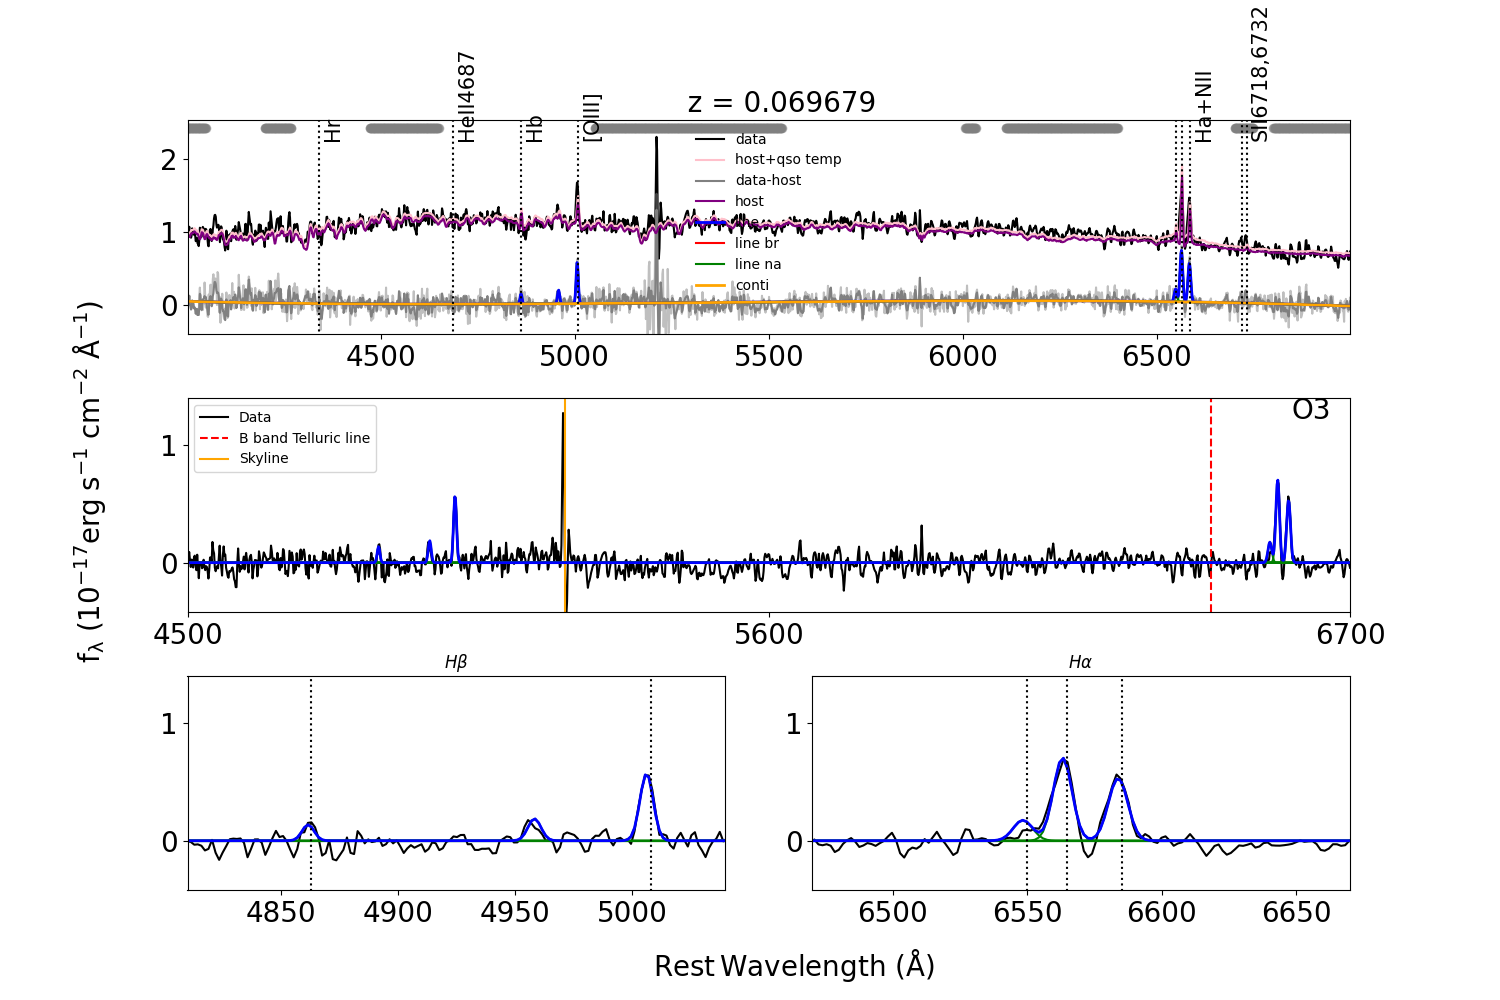 z = 0.069679
Hr
HeII4687
Hb
[OIII]
Ha+NII
SII6718,6732
data
host+qso temp
data-host
host
line br
line na
conti
2
1
0
4500
5000
5500
6000
6500
Data
B band Telluric line
Skyline
O3
1
0
4500
5600
6700
fλ (10⁻¹⁷erg s⁻¹ cm⁻² Å⁻¹)
Hβ
1
0
4850
4900
4950
5000
Hα
1
0
6500
6550
6600
6650
Rest Wavelength (Å)